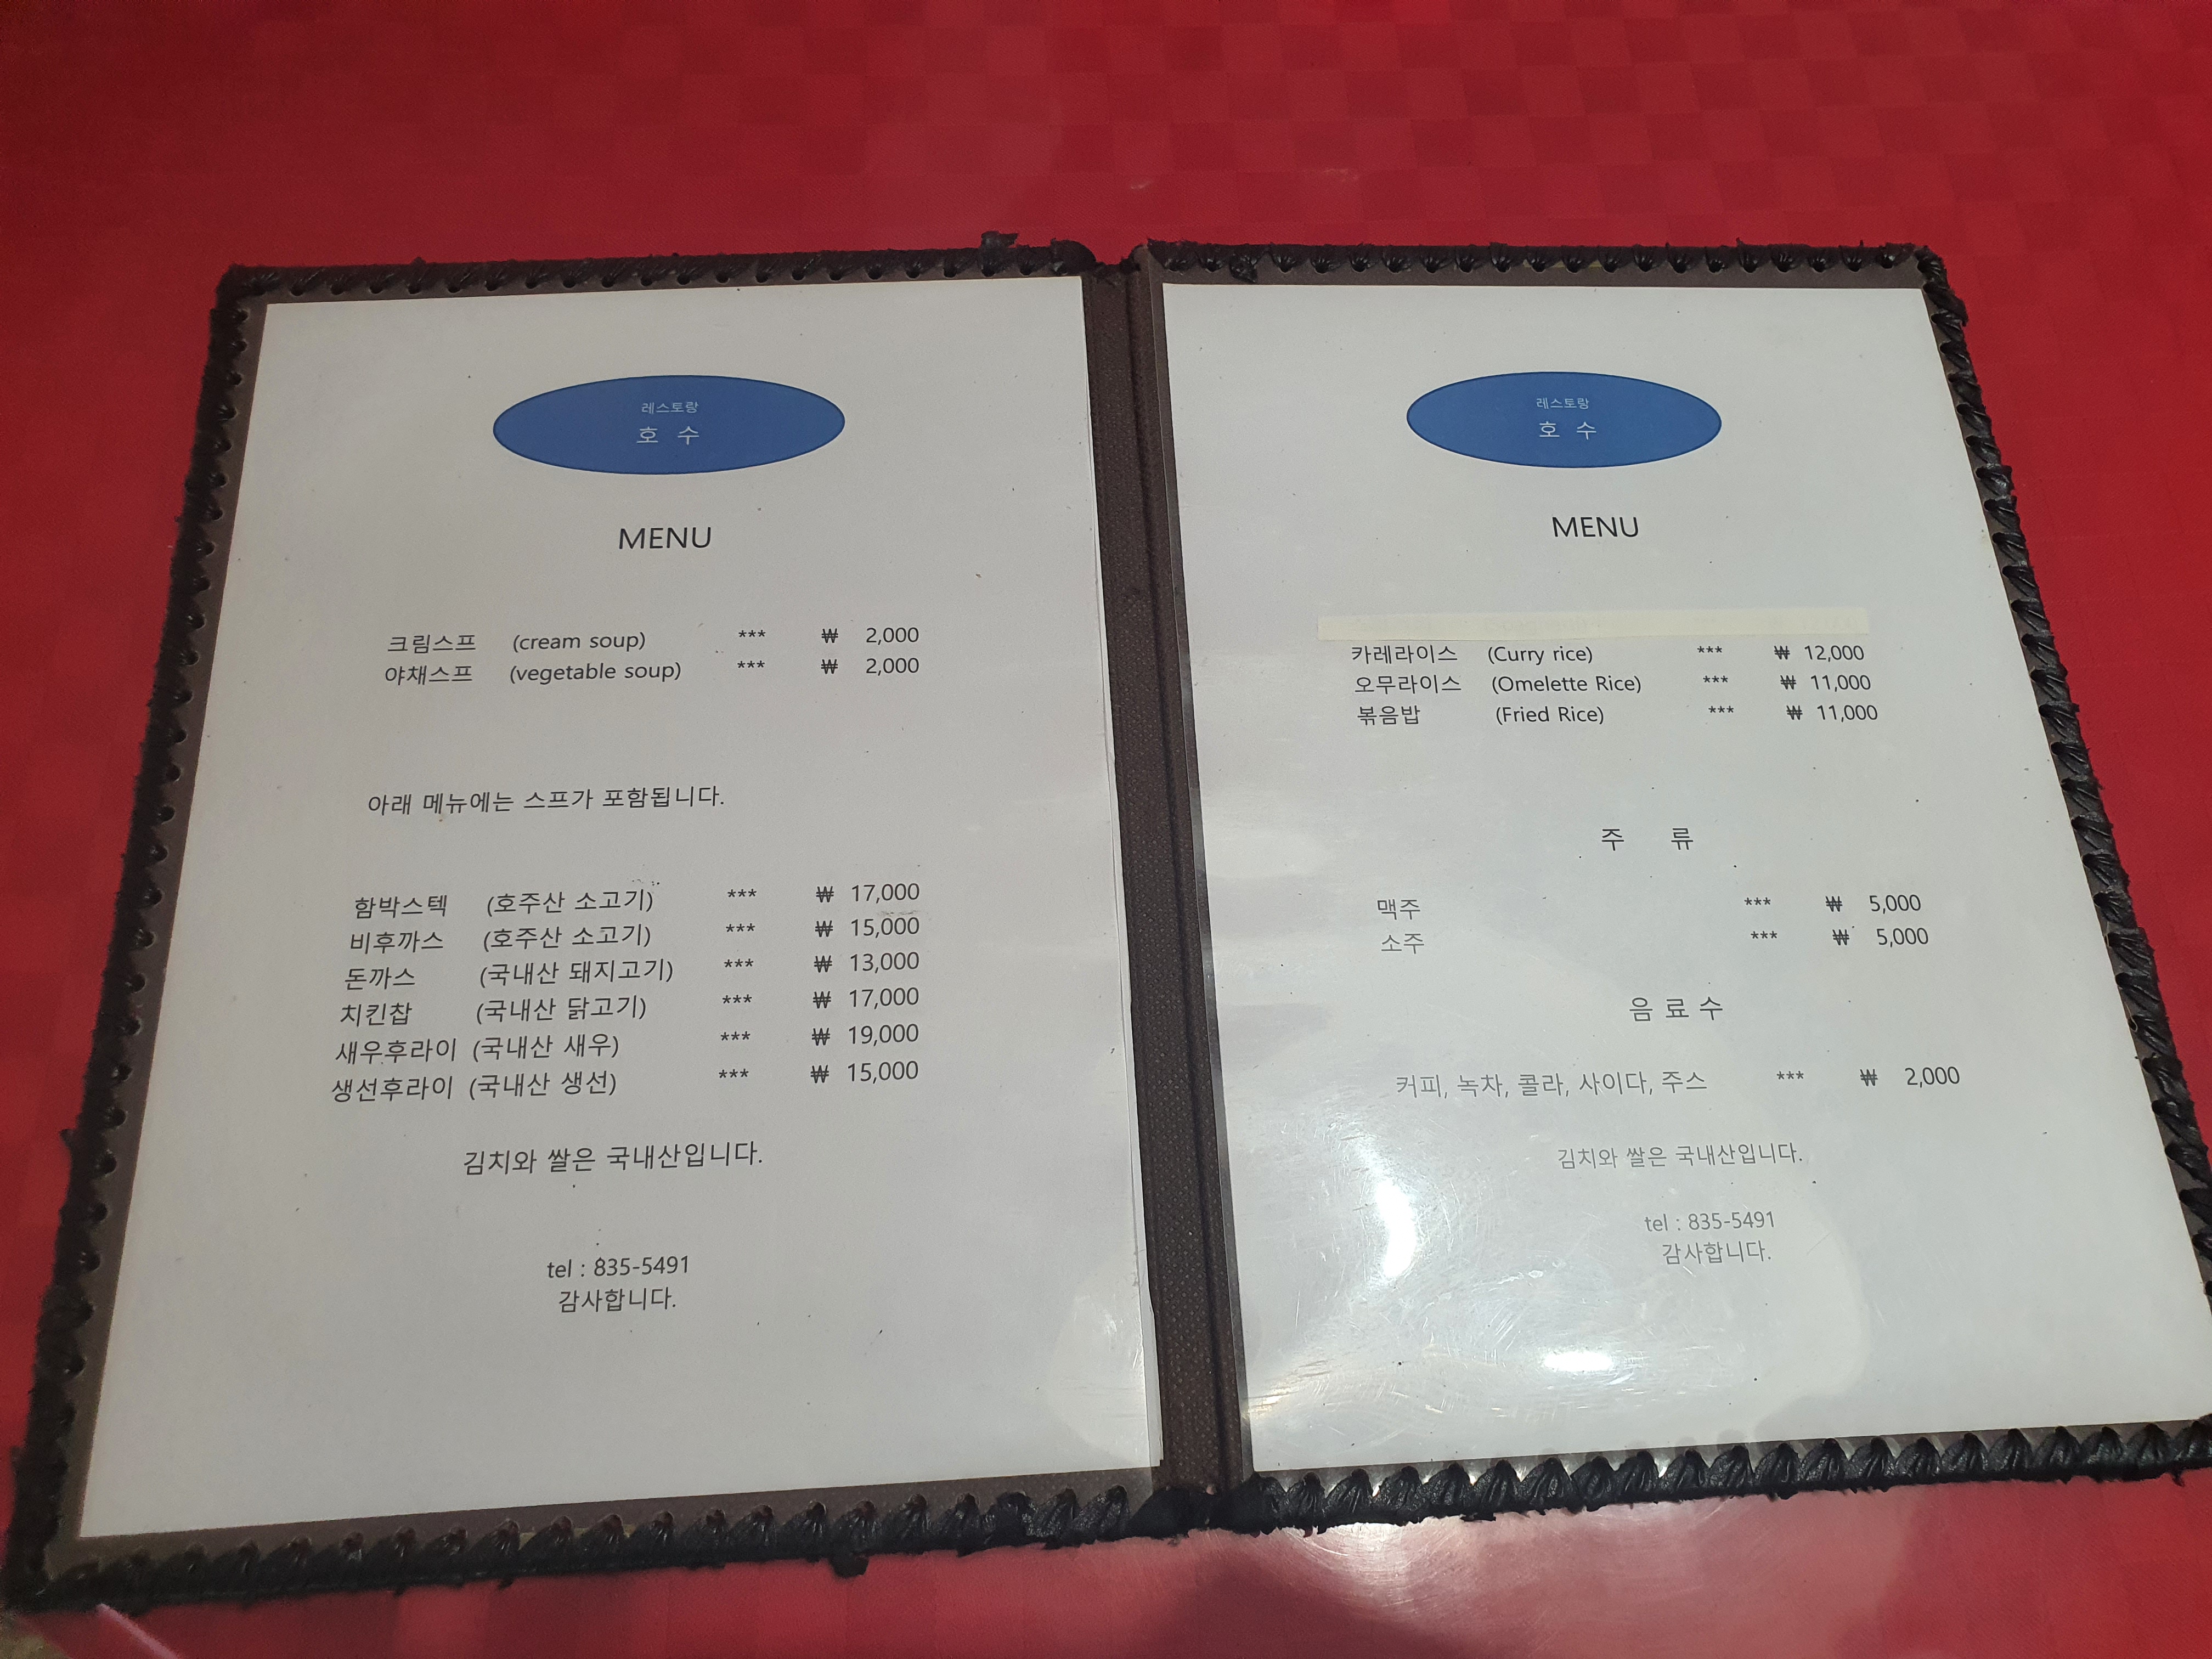 레스토랑
호 수
MENU
크림스프 (cream soup) *** ₩ 2,000
야채스프 (vegetable soup) *** ₩ 2,000
아래 메뉴에는 스프가 포함됩니다.
함박스텍 (호주산 소고기) *** ₩ 17,000
비후까스 (호주산 소고기) *** ₩ 15,000
돈까스 (국내산 돼지고기) *** ₩ 13,000
치킨찹 (국내산 닭고기) *** ₩ 17,000
새우후라이 (국내산 새우) *** ₩ 19,000
생선후라이 (국내산 생선) *** ₩ 15,000
김치와 쌀은 국내산입니다.
tel : 835-5491
감사합니다.
레스토랑
호 수
MENU
카레라이스 (Curry rice) *** ₩ 12,000
오무라이스 (Omelette Rice) *** ₩ 11,000
볶음밥 (Fried Rice) *** ₩ 11,000
주 류
맥주 *** ₩ 5,000
소주 *** ₩ 5,000
음 료 수
커피, 녹차, 콜라, 사이다, 주스 *** ₩ 2,000
김치와 쌀은 국내산입니다.
tel : 835-5491
감사합니다.